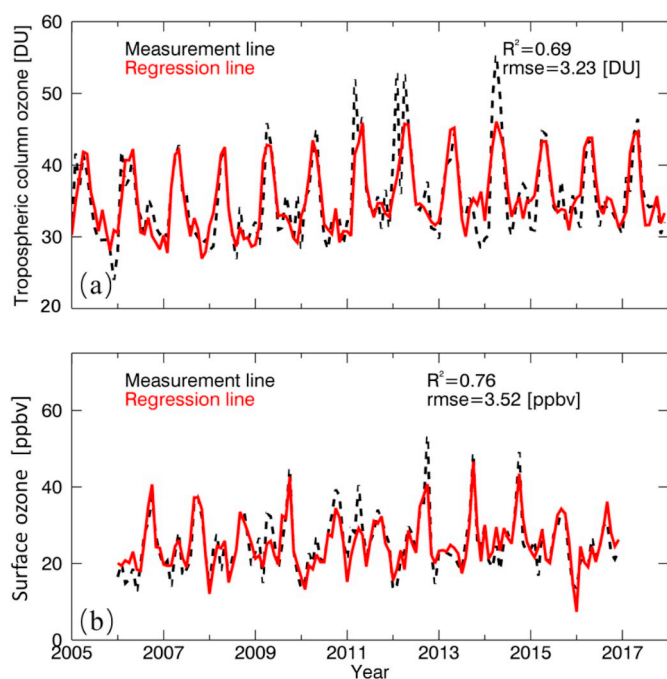 Tropospheric column ozone [DU]
60
50
40
30
20
Measurement line
Regression line
R²=0.69
rmse=3.23 [DU]
(a)
Surface ozone [ppbv]
60
40
20
0
Measurement line
Regression line
R²=0.76
rmse=3.52 [ppbv]
(b)
2005 2007 2009 2011 2013 2015 2017
Year